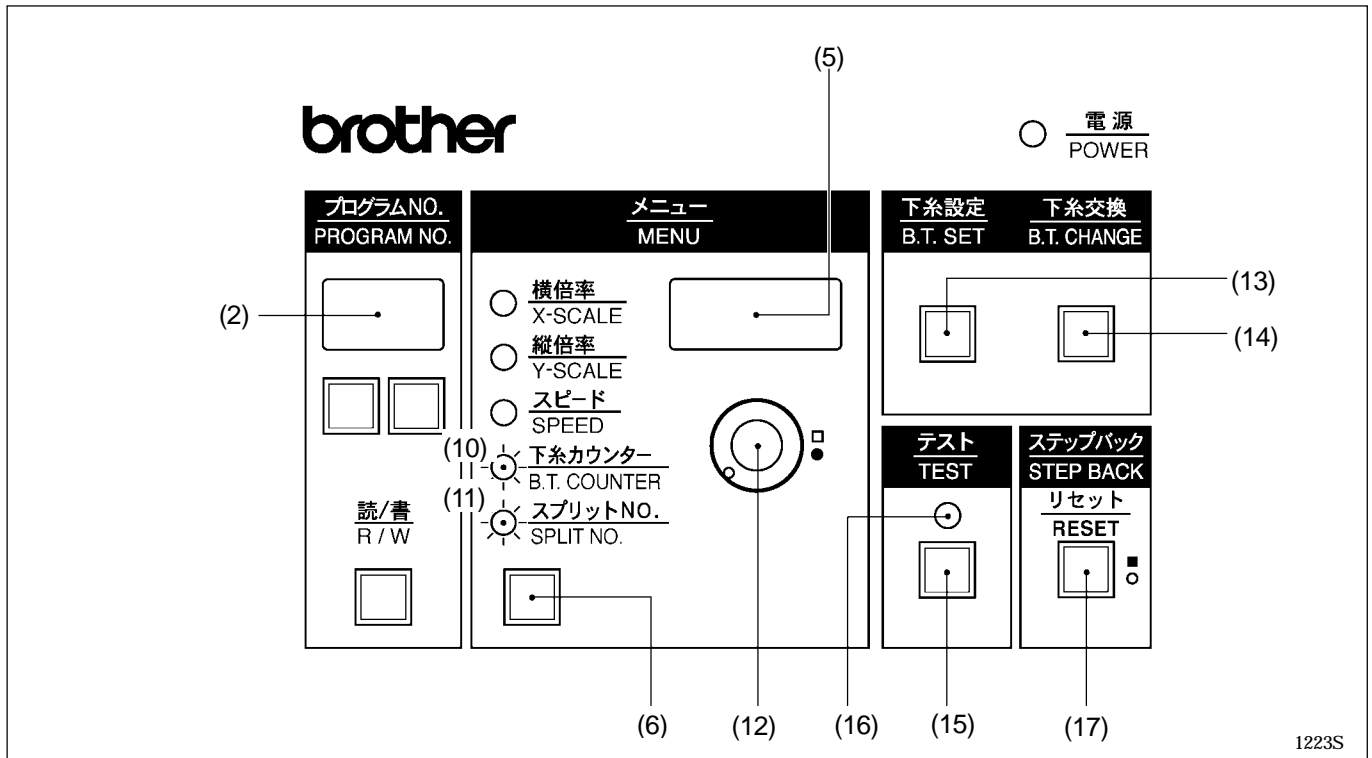 (5)
brother
電源
POWER
プログラムNO.
PROGRAM NO.
メニュー
MENU
下糸設定
B.T. SET
下糸交換
B.T. CHANGE
(2)
横倍率
X-SCALE
縦倍率
Y-SCALE
スピード
SPEED
(10)
下糸カウンター
B.T. COUNTER
(11)
スプリットNO.
SPLIT NO.
読/書
R / W
(13)
(14)
テスト
TEST
ステップバック
STEP BACK
リセット
RESET
(6)
(12)
(16)
(15)
(17)
1223S